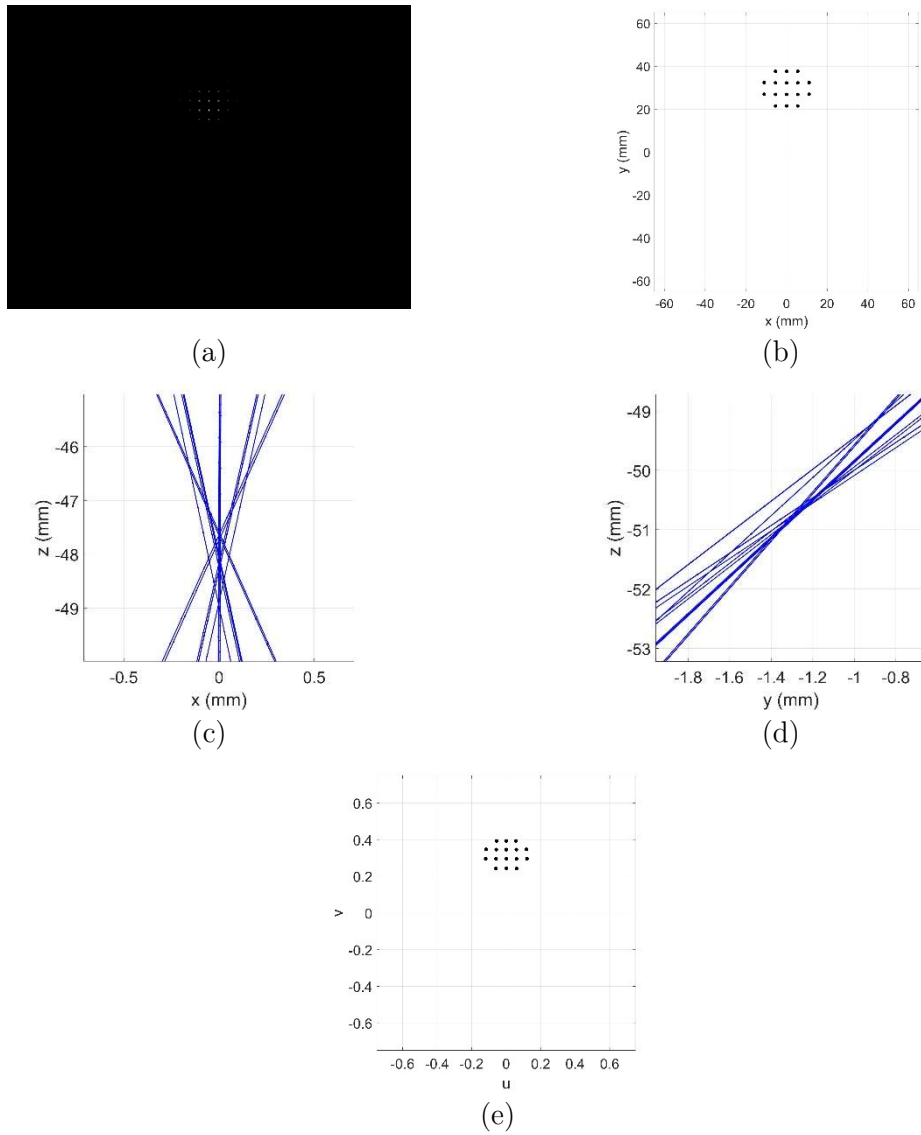 60
40
20
0
-20
-40
-60
y (mm)
-60 -40 -20 0 20 40 60
x (mm)
(a)
(b)
-46
-47
-48
-49
z (mm)
-0.5 0 0.5
x (mm)
(c)
-49
-50
-51
-52
-53
z (mm)
-1.8 -1.6 -1.4 -1.2 -1 -0.8
y (mm)
(d)
0.6
0.4
0.2
0
-0.2
-0.4
-0.6
v
-0.6 -0.4 -0.2 0 0.2 0.4 0.6
u
(e)